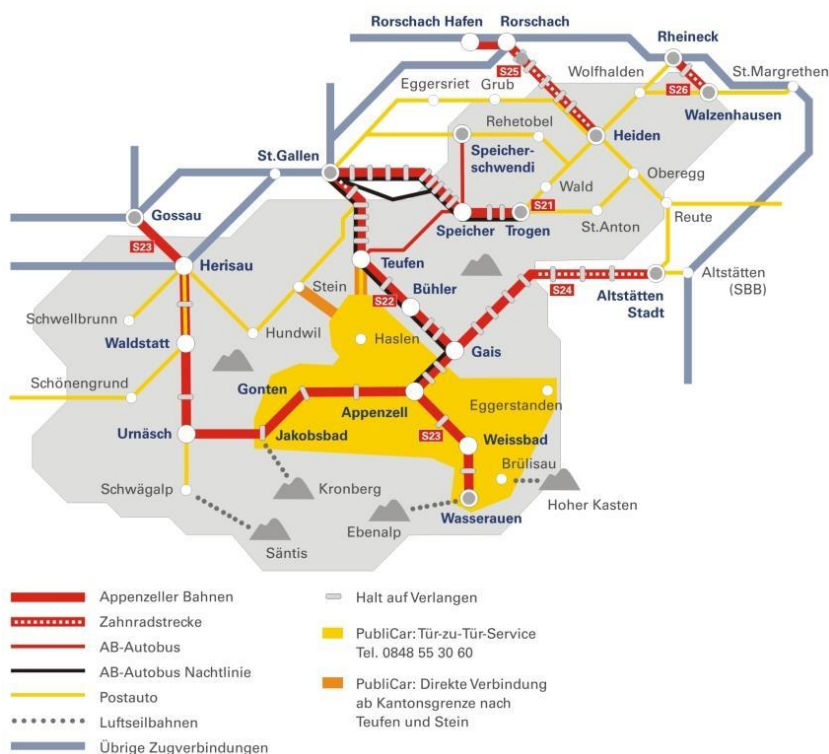 Rorschach Hafen
Rorschach
Rheineck
S25
Wolfhalden
St.Margrethen
Eggersriet
Grub
S26
Walzenhausen
Rehetobel
Heiden
St.Gallen
Speicher-
schwendi
Oberegg
Wald
Gossau
S21
Speicher
Trogen
St.Anton
Reute
S23
Herisau
Teufen
Stein
Bühler
S24
Altstätten
Stadt
Altstätten
(SBB)
S22
Schwellbrunn
Hundwil
Waldstatt
Haslen
Gais
Schönengrund
Gonten
Appenzell
Eggerstanden
Urnäsch
Jakobsbad
S23
Weissbad
Brülisau
Schwägalp
Kronberg
Hoher Kasten
Wasserauen
Ebenalp
Säntis
Appenzeller Bahnen
Zahnradstrecke
AB-Autobus
AB-Autobus Nachtlinie
Postauto
Luftseilbahnen
Übrige Zugverbindungen
Halt auf Verlangen
PubliCar: Tür-zu-Tür-Service
Tel. 0848 55 30 60
PubliCar: Direkte Verbindung
ab Kantonsgrenze nach
Teufen und Stein